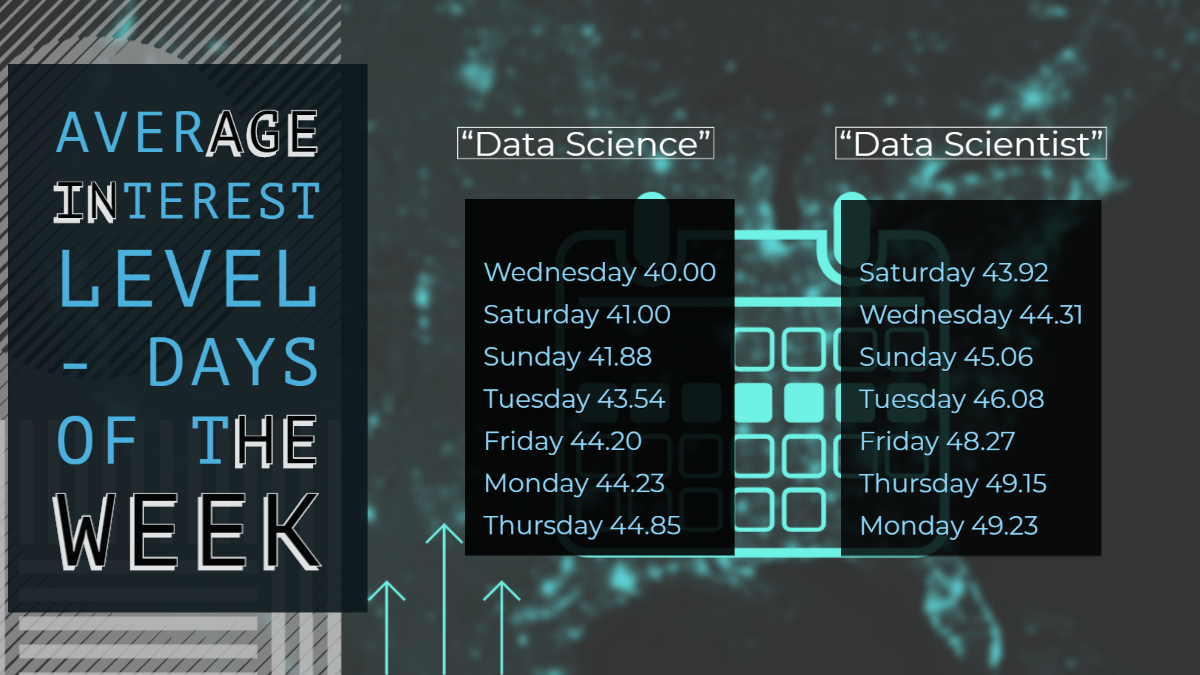 AVERAGE
INTEREST
LEVEL
- DAYS
OF THE
WEEK
“Data Science”
Wednesday 40.00
Saturday 41.00
Sunday 41.88
Tuesday 43.54
Friday 44.20
Monday 44.23
Thursday 44.85
“Data Scientist”
Saturday 43.92
Wednesday 44.31
Sunday 45.06
Tuesday 46.08
Friday 48.27
Thursday 49.15
Monday 49.23